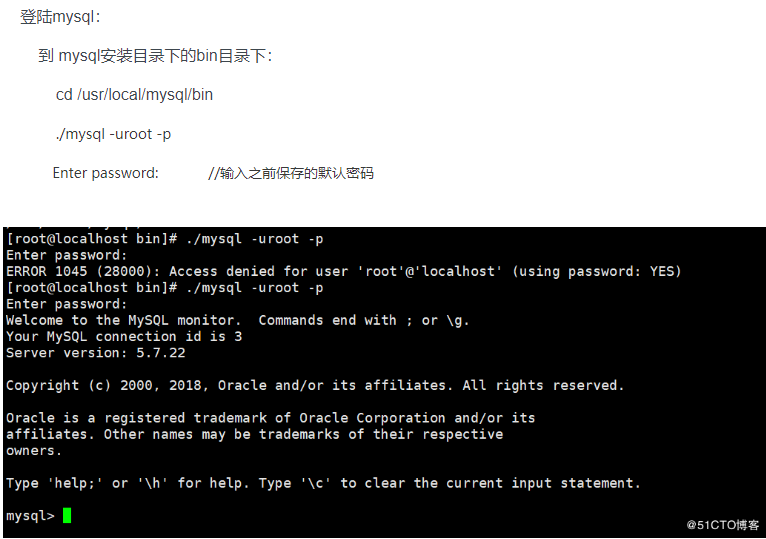 登陆mysql：
到 mysql安装目录下的bin目录下：
cd /usr/local/mysql/bin
./mysql -uroot -p
Enter password: //输入之前保存的默认密码
[root@localhost bin]# ./mysql -uroot -p
Enter password:
ERROR 1045 (28000): Access denied for user 'root'@'localhost' (using password: YES)
[root@localhost bin]# ./mysql -uroot -p
Enter password:
Welcome to the MySQL monitor.  Commands end with ; or \g.
Your MySQL connection id is 3
Server version: 5.7.22
Copyright (c) 2000, 2018, Oracle and/or its affiliates. All rights reserved.
Oracle is a registered trademark of Oracle Corporation and/or its
affiliates. Other names may be trademarks of their respective
owners.
Type 'help;' or '\h' for help. Type '\c' to clear the current input statement.
mysql>
@51CTO博客